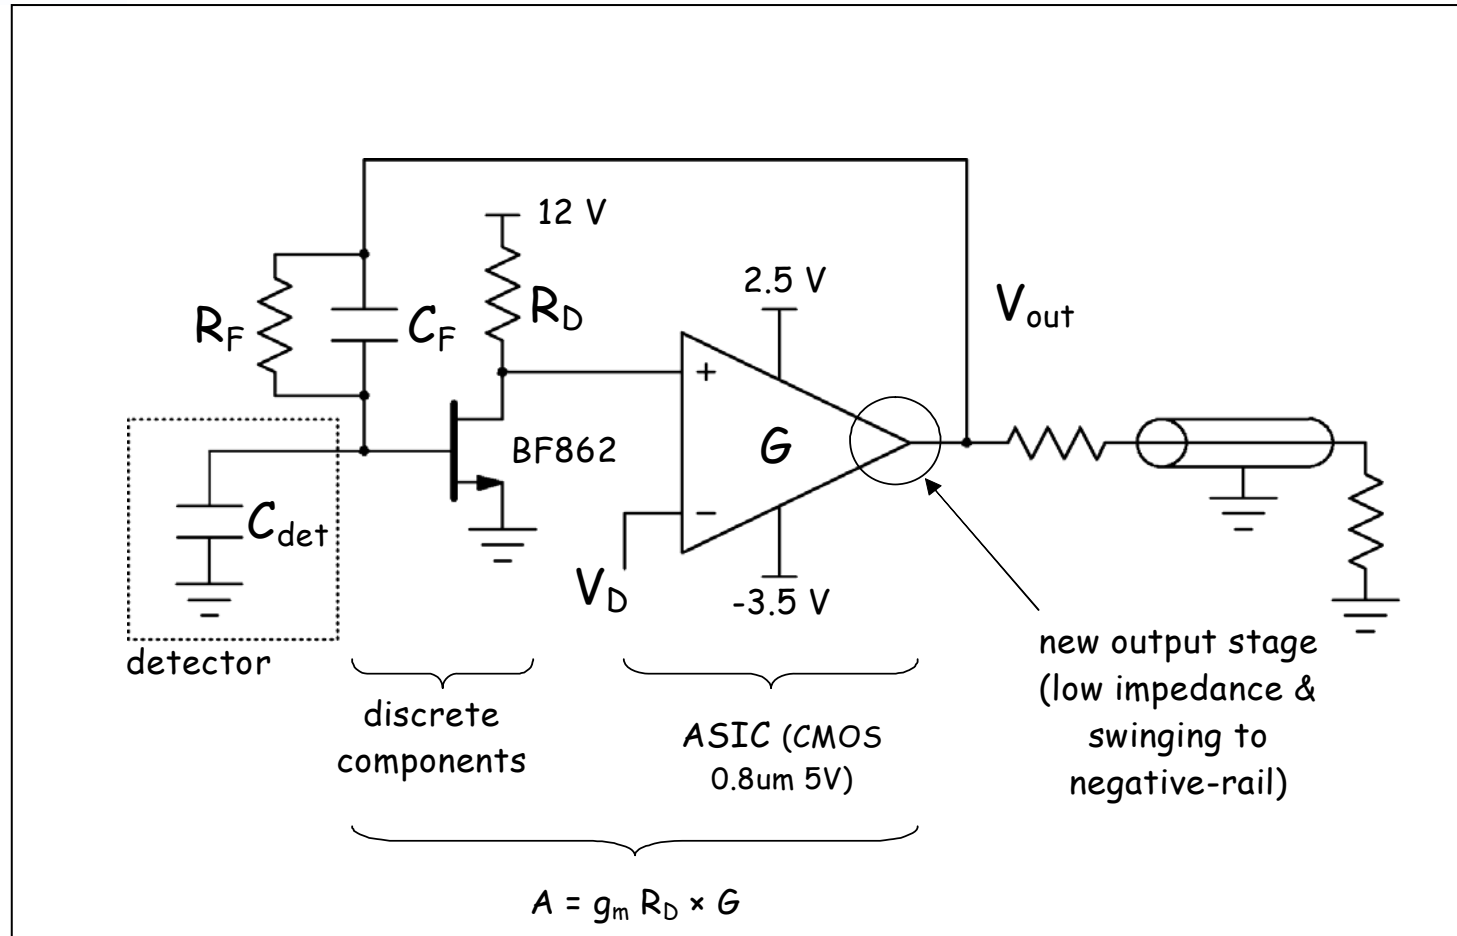 12 V
2.5 V
R_F
C_F
R_D
V_out
+
G
BF862
C_det
−
V_D
-3.5 V
detector
discrete
components
ASIC (CMOS
0.8um 5V)
new output stage
(low impedance &
swinging to
negative-rail)
A = g_m R_D × G